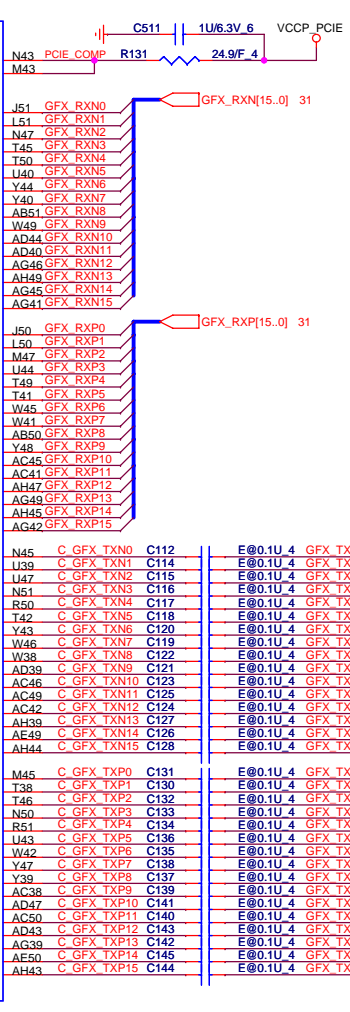 C511 1U/6.3V_6 VCCP_PCIE
N43 PCIE_COMP R131 24.9/F_4
M43
GFX_RXN[15..0] 31
J51 GFX_RXN0
L51 GFX_RXN1
N47 GFX_RXN2
T45 GFX_RXN3
T50 GFX_RXN4
U40 GFX_RXN5
Y44 GFX_RXN6
Y40 GFX_RXN7
AB51 GFX_RXN8
W49 GFX_RXN9
AD44 GFX_RXN10
AD40 GFX_RXN11
AG46 GFX_RXN12
AH49 GFX_RXN13
AG45 GFX_RXN14
AG41 GFX_RXN15
GFX_RXP[15..0] 31
J50 GFX_RXP0
L50 GFX_RXP1
M47 GFX_RXP2
U44 GFX_RXP3
T49 GFX_RXP4
T41 GFX_RXP5
W45 GFX_RXP6
W41 GFX_RXP7
AB50 GFX_RXP8
Y48 GFX_RXP9
AC45 GFX_RXP10
AC41 GFX_RXP11
AH47 GFX_RXP12
AG49 GFX_RXP13
AH45 GFX_RXP14
AG42 GFX_RXP15
N45 C_GFX_TXN0 C112 E@0.1U_4 GFX_TX
U39 C_GFX_TXN1 C114 E@0.1U_4 GFX_TX
U47 C_GFX_TXN2 C115 E@0.1U_4 GFX_TX
N51 C_GFX_TXN3 C116 E@0.1U_4 GFX_TX
R50 C_GFX_TXN4 C117 E@0.1U_4 GFX_TX
T42 C_GFX_TXN5 C118 E@0.1U_4 GFX_TX
Y43 C_GFX_TXN6 C120 E@0.1U_4 GFX_TX
W46 C_GFX_TXN7 C119 E@0.1U_4 GFX_TX
W38 C_GFX_TXN8 C122 E@0.1U_4 GFX_TX
AD39 C_GFX_TXN9 C121 E@0.1U_4 GFX_TX
AC46 C_GFX_TXN10 C123 E@0.1U_4 GFX_TX
AC49 C_GFX_TXN11 C125 E@0.1U_4 GFX_TX
AC42 C_GFX_TXN12 C124 E@0.1U_4 GFX_TX
AH39 C_GFX_TXN13 C127 E@0.1U_4 GFX_TX
AE49 C_GFX_TXN14 C126 E@0.1U_4 GFX_TX
AH44 C_GFX_TXN15 C128 E@0.1U_4 GFX_TX
M45 C_GFX_TXP0 C131 E@0.1U_4 GFX_TX
T38 C_GFX_TXP1 C130 E@0.1U_4 GFX_TX
T46 C_GFX_TXP2 C132 E@0.1U_4 GFX_TX
N50 C_GFX_TXP3 C133 E@0.1U_4 GFX_TX
R51 C_GFX_TXP4 C134 E@0.1U_4 GFX_TX
U43 C_GFX_TXP5 C136 E@0.1U_4 GFX_TX
W42 C_GFX_TXP6 C135 E@0.1U_4 GFX_TX
Y47 C_GFX_TXP7 C138 E@0.1U_4 GFX_TX
Y39 C_GFX_TXP8 C137 E@0.1U_4 GFX_TX
AC38 C_GFX_TXP9 C139 E@0.1U_4 GFX_TX
AD47 C_GFX_TXP10 C141 E@0.1U_4 GFX_TX
AC50 C_GFX_TXP11 C140 E@0.1U_4 GFX_TX
AD43 C_GFX_TXP12 C143 E@0.1U_4 GFX_TX
AG39 C_GFX_TXP13 C142 E@0.1U_4 GFX_TX
AE50 C_GFX_TXP14 C145 E@0.1U_4 GFX_TX
AH43 C_GFX_TXP15 C144 E@0.1U_4 GFX_TX